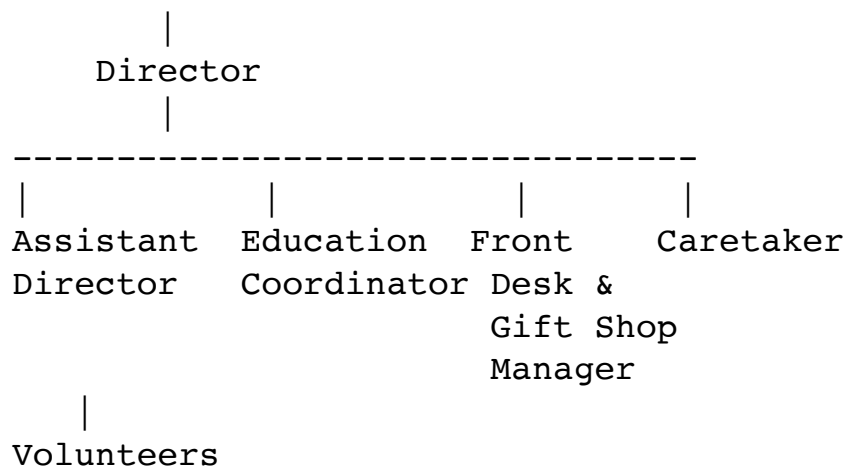 Director
Assistant Education Front Caretaker
Director Coordinator Desk &
Gift Shop
Manager
Volunteers